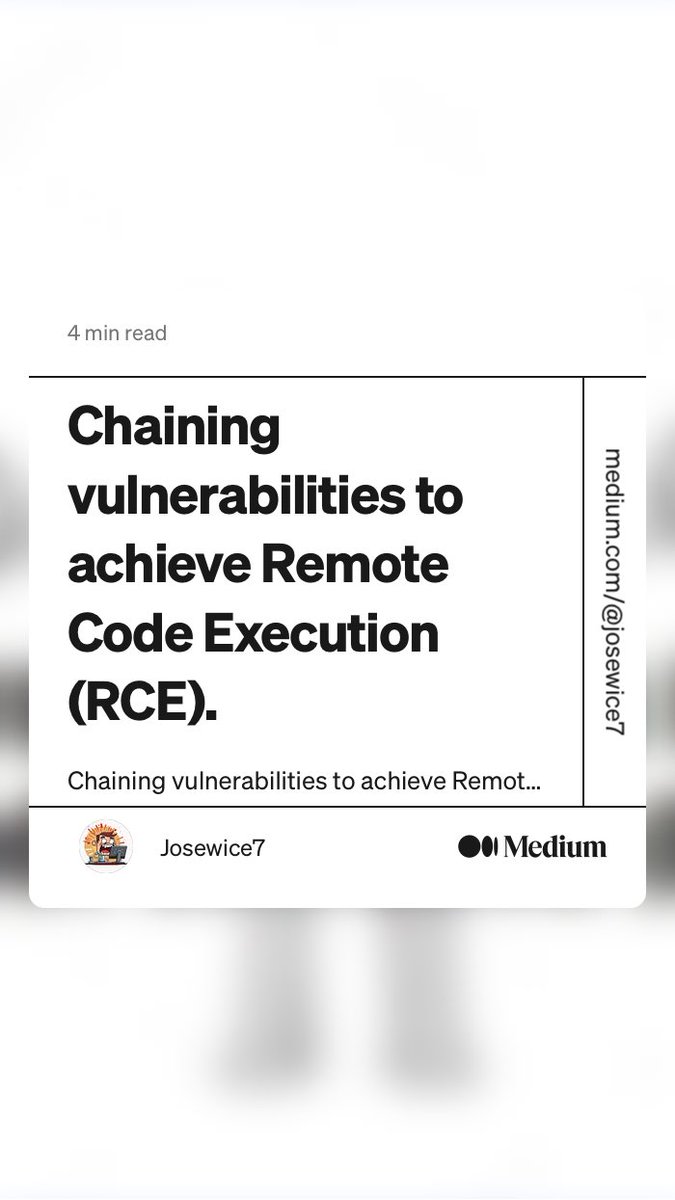 4 min read
Chaining
vulnerabilities to
achieve Remote
Code Execution
(RCE).
Chaining vulnerabilities to achieve Remot...
medium.com/@josewice7
Josewice7
Medium